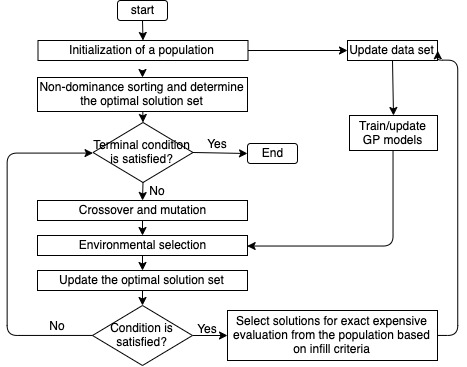 start
Initialization of a population
Update data set
Non-dominance sorting and determine
the optimal solution set
Train/update
GP models
Terminal condition
is satisfied?
Yes
End
No
Crossover and mutation
Environmental selection
Update the optimal solution set
No
Condition is
satisfied?
Yes
Select solutions for exact expensive
evaluation from the population based
on infill criteria